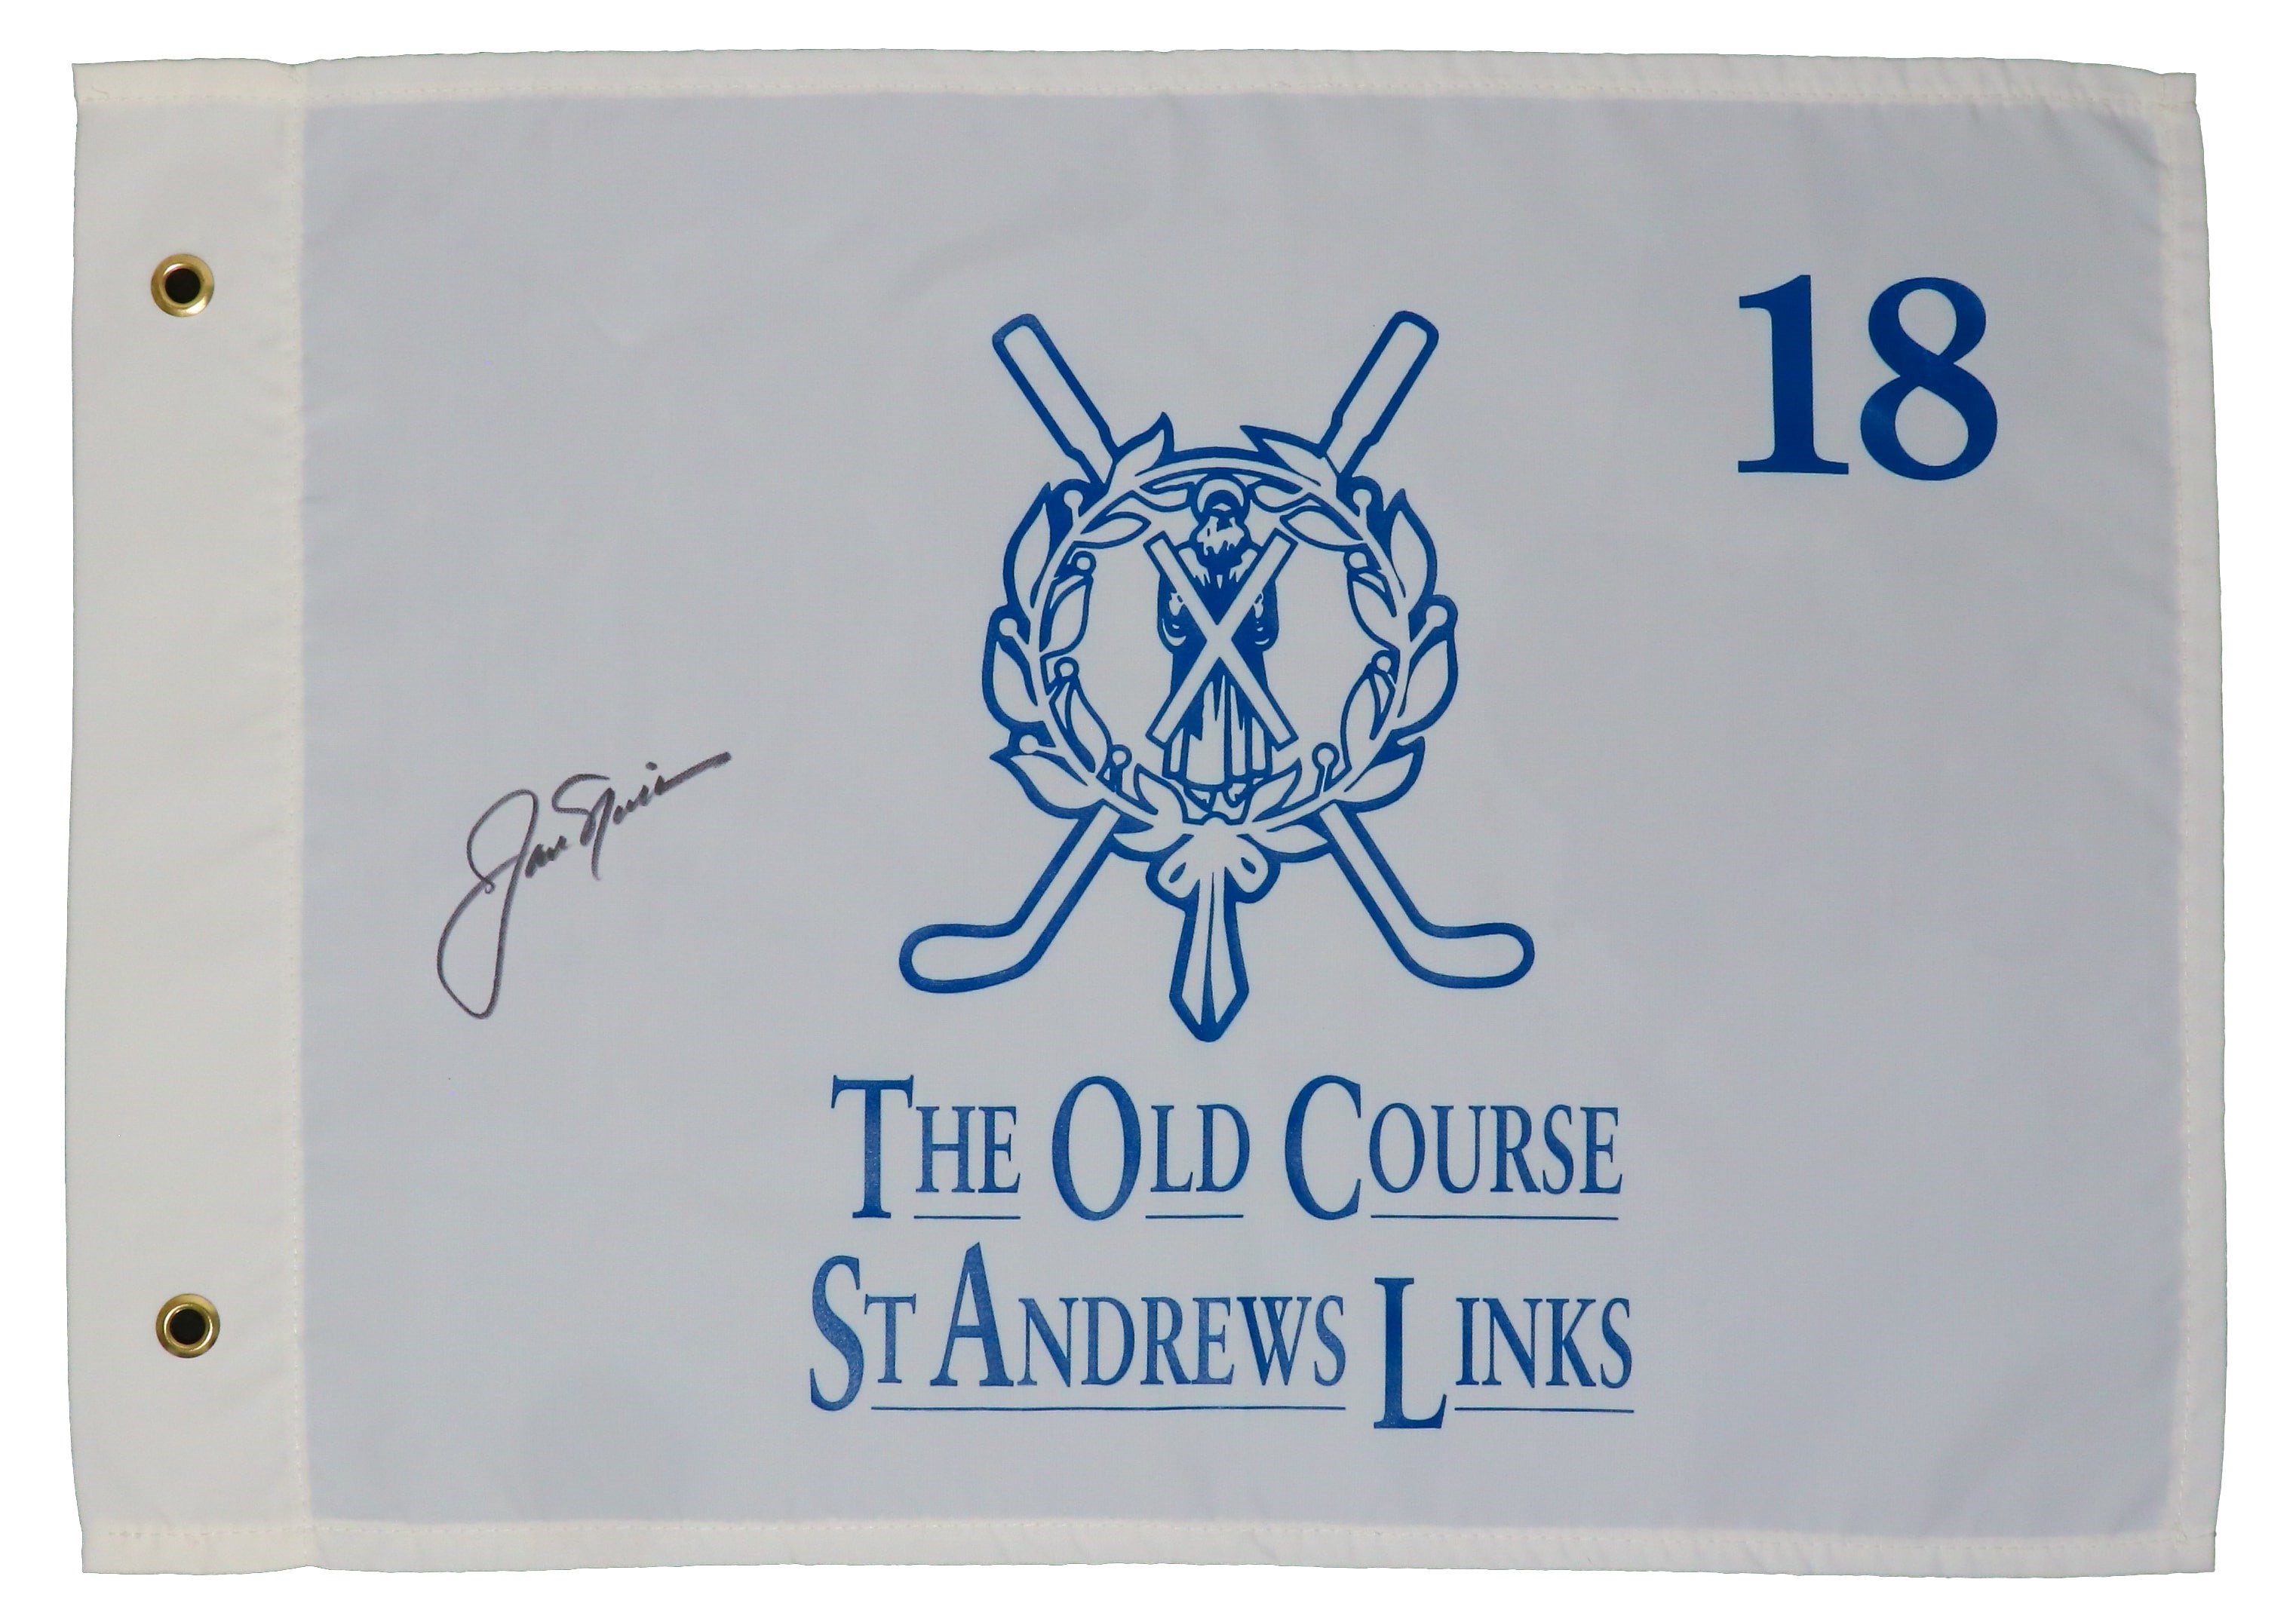 18
THE OLD COURSE
ST ANDREWS LINKS